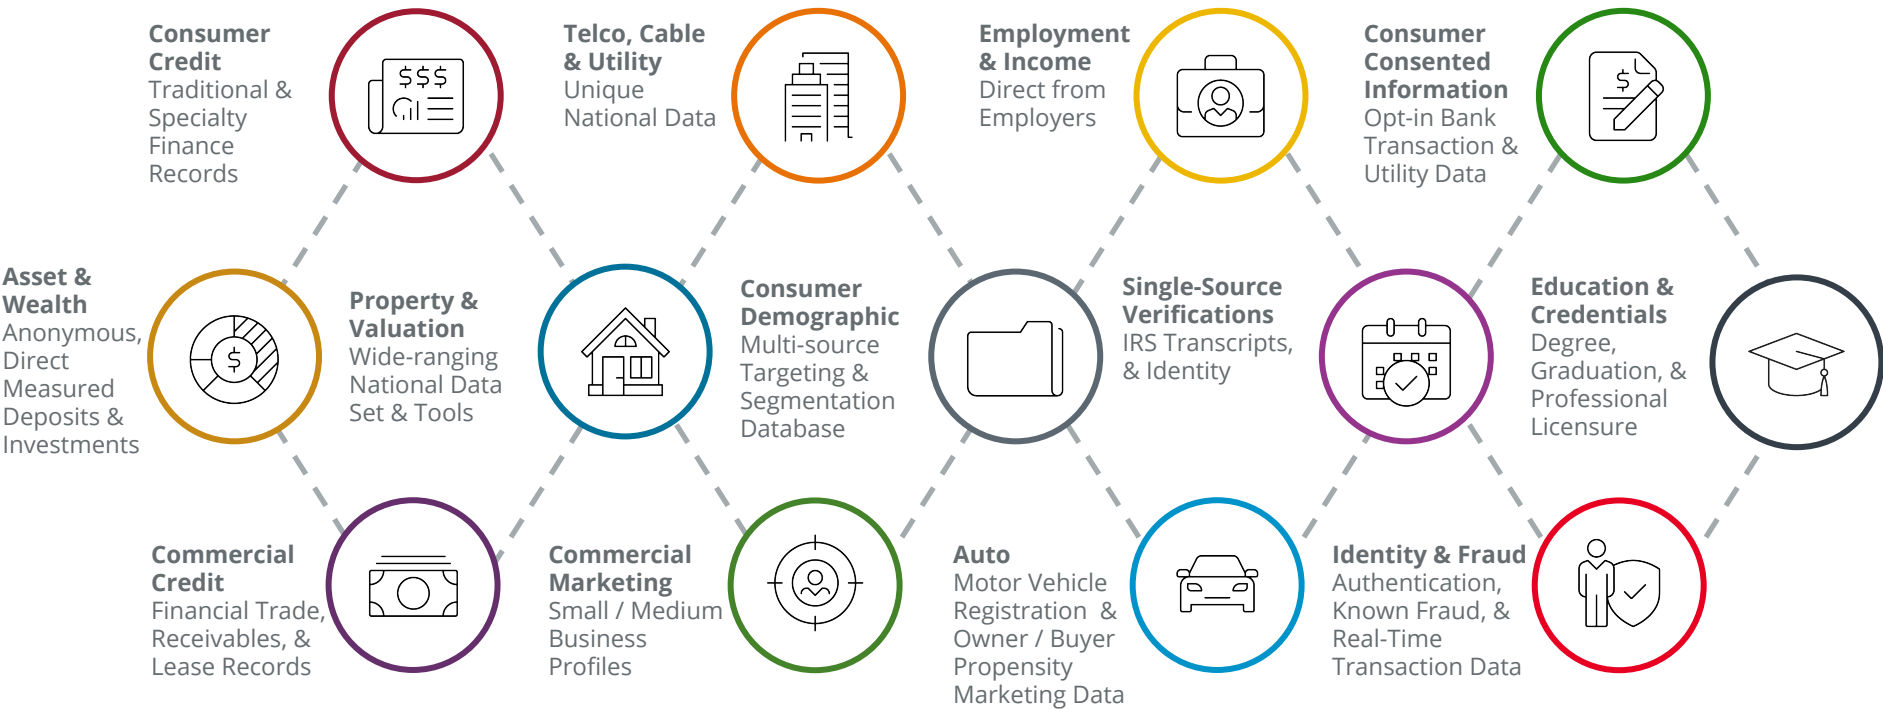 Consumer
Credit
Traditional &
Specialty
Finance
Records
$$$
Telco, Cable
& Utility
Unique
National Data
Employment
& Income
Direct from
Employers
Consumer
Consented
Information
Opt-in Bank
Transaction &
Utility Data
$
Asset &
Wealth
Anonymous,
Direct
Measured
Deposits &
Investments
$
Property &
Valuation
Wide-ranging
National Data
Set & Tools
Consumer
Demographic
Multi-source
Targeting &
Segmentation
Database
Single-Source
Verifications
IRS Transcripts,
& Identity
Education &
Credentials
Degree,
Graduation, &
Professional
Licensure
Commercial
Credit
Financial Trade,
Receivables, &
Lease Records
Commercial
Marketing
Small / Medium
Business
Profiles
Auto
Motor Vehicle
Registration &
Owner / Buyer
Propensity
Marketing Data
Identity & Fraud
Authentication,
Known Fraud, &
Real-Time
Transaction Data